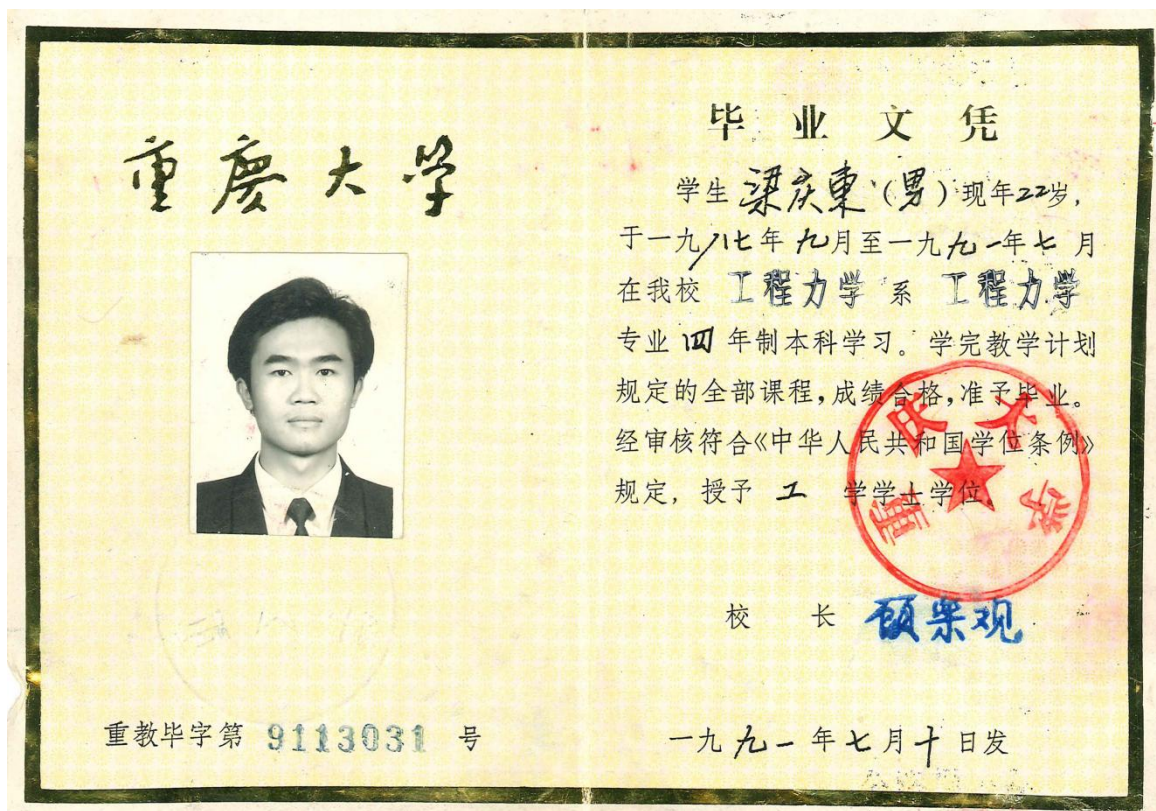 重慶大学
重教毕字第 9113031 号
毕业文凭
学生 梁庆東 (男) 现年22岁,
于一九八七年九月至一九九一年七月
在我校 工程力学 系 工程力学
专业 四 年制本科学习。学完教学计划
规定的全部课程,成绩合格,准予毕业。
经审核符合《中华人民共和国学位条例》
规定, 授予 工 学学士学位。
重庆大学
校 长 顾乐观
一九九一年七月十日发